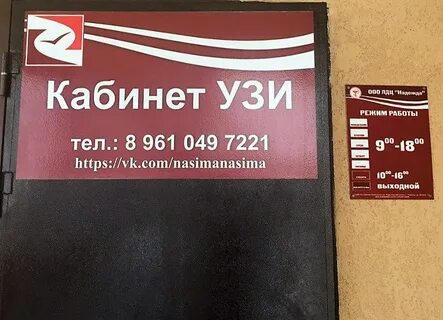 Кабинет УЗИ
тел.: 8 961 049 7221
https://vk.com/nasimanasima
ООО ЛДЦ "Надежда"
РЕЖИМ РАБОТЫ
9⁰⁰-18⁰⁰
10⁰⁰-16⁰⁰
ВЫХОДНОЙ